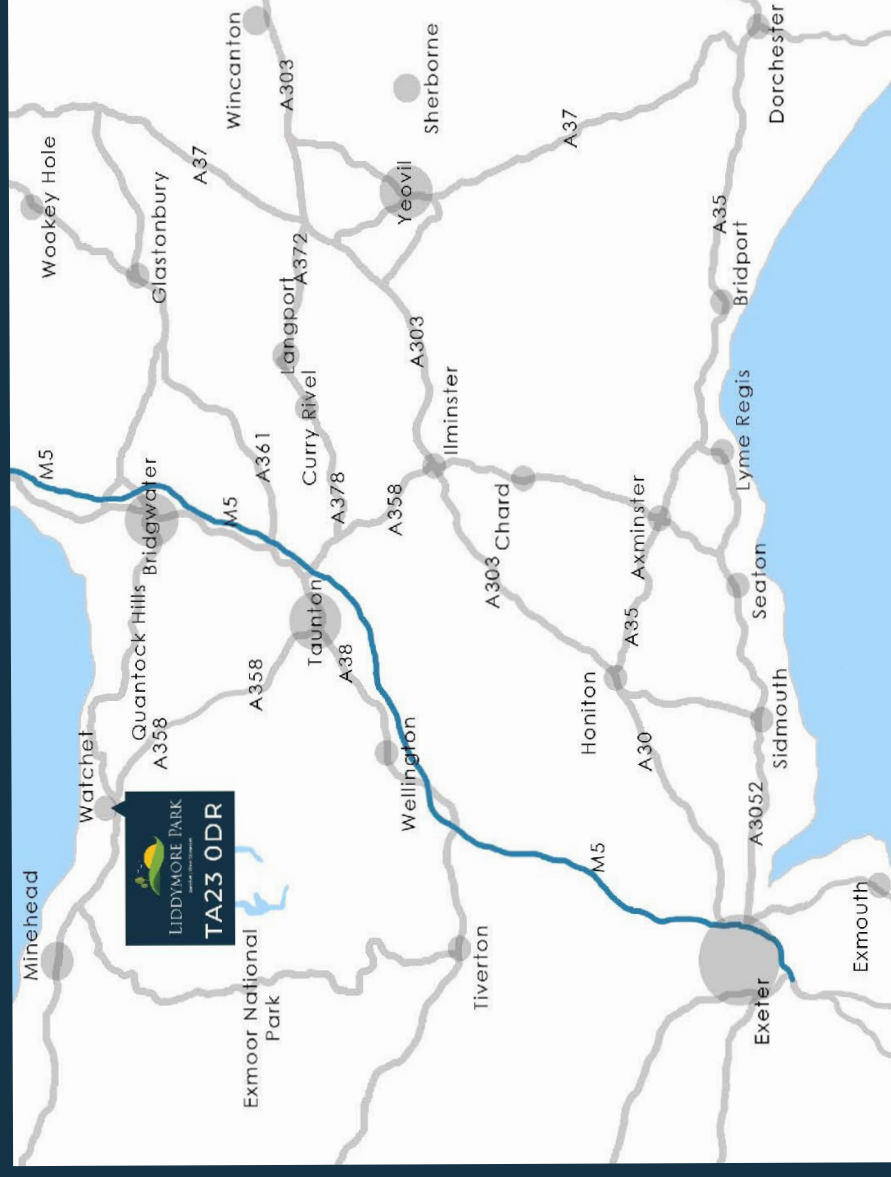 Minehead
M5
Wookey Hole
Watchet
Quantock Hills
Bridgwater
Glastonbury
A358
LIDDYMORE PARK
TA23 0DR
A37
M5
Wincanton
Exmoor National
Park
A358
A361
A303
Langport
A372
Curry Rivel
Taunton
A378
A38
A358
Yeovil
Wellington
A303
Sherborne
Ilminster
Tiverton
A303
Chard
A37
Honiton
M5
A35
Axminster
A30
A35
Bridport
Lyme Regis
A3052
Seaton
Exeter
Dorchester
Sidmouth
Exmouth